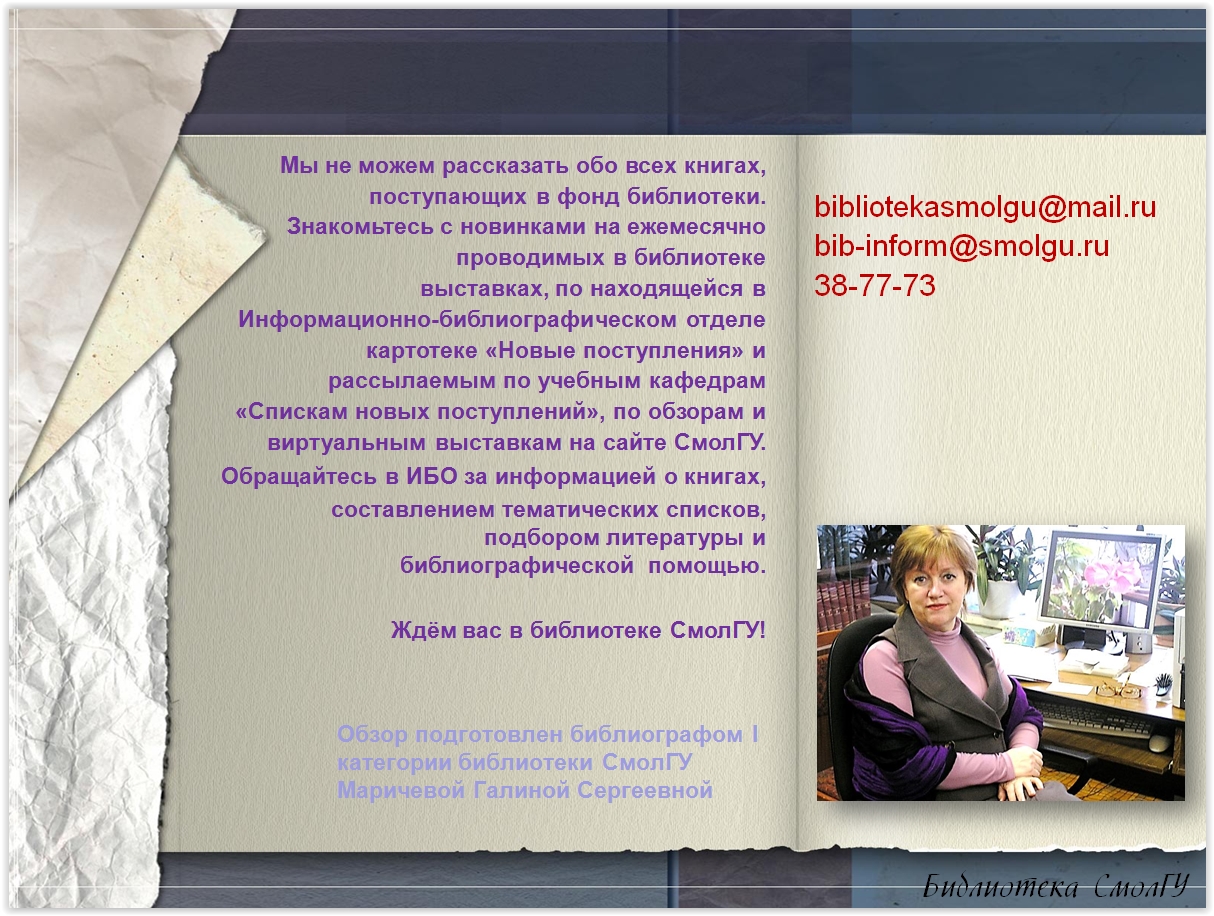 Мы не можем рассказать обо всех книгах,
поступающих в фонд библиотеки.
Знакомьтесь с новинками на ежемесячно
проводимых в библиотеке
выставках, по находящейся в
Информационно-библиографическом отделе
картотеке «Новые поступления» и
рассылаемым по учебным кафедрам
«Спискам новых поступлений», по обзорам и
виртуальным выставкам на сайте СмолГУ.
Обращайтесь в ИБО за информацией о книгах,
составлением тематических списков,
подбором литературы и
библиографической помощью.
Ждём вас в библиотеке СмолГУ!
Обзор подготовлен библиографом I
категории библиотеки СмолГУ
Маричевой Галиной Сергеевной
bibliotekasmolgu@mail.ru
bib-inform@smolgu.ru
38-77-73
Библиотека СмолГУ